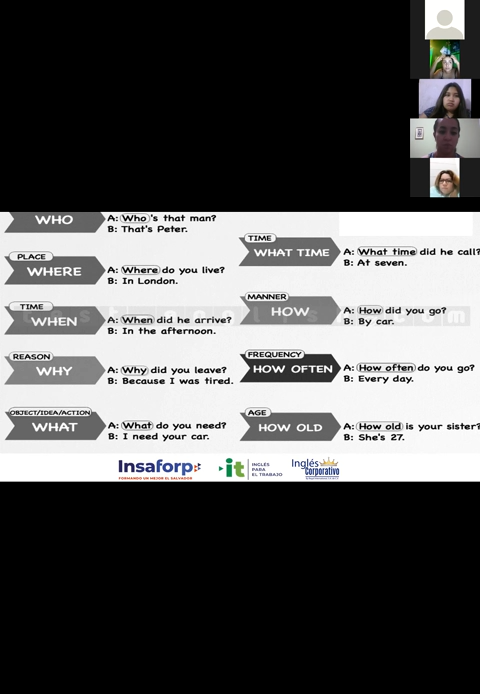 WHO
A: Who's that man?
B: That's Peter.
PLACE
WHERE
A: Where do you live?
B: In London.
TIME
WHEN
A: When did he arrive?
B: In the afternoon.
REASON
WHY
A: Why did you leave?
B: Because I was tired.
OBJECT/IDEA/ACTION
WHAT
A: What do you need?
B: I need your car.
TIME
WHAT TIME
A: What time did he call?
B: At seven.
MANNER
HOW
A: How did you go?
B: By car.
FREQUENCY
HOW OFTEN
A: How often do you go?
B: Every day.
AGE
HOW OLD
A: How old is your sister?
B: She's 27.
Insaforp
FORMANDO UN MEJOR EL SALVADOR
it
INGLÉS
PARA
EL TRABAJO
Inglés
Corporativo